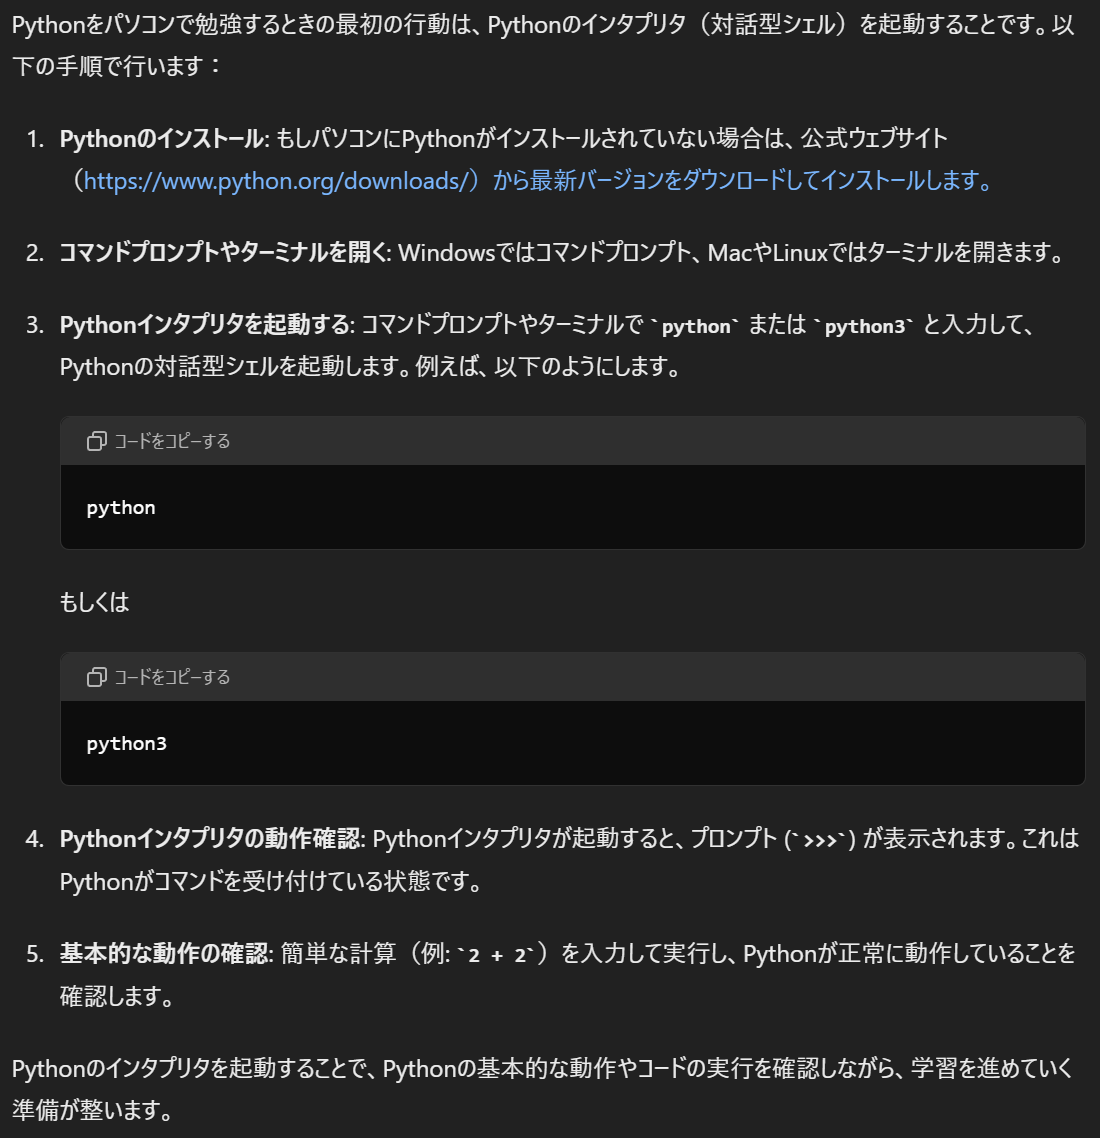 Pythonをパソコンで勉強するときの最初の行動は、Pythonのインタプリタ（対話型シェル）を起動することです。以
下の手順で行います：
1. Pythonのインストール: もしパソコンにPythonがインストールされていない場合は、公式ウェブサイト
（https://www.python.org/downloads/）から最新バージョンをダウンロードしてインストールします。
2. コマンドプロンプトやターミナルを開く: Windowsではコマンドプロンプト、MacやLinuxではターミナルを開きます。
3. Pythonインタプリタを起動する: コマンドプロンプトやターミナルで `python` または `python3` と入力して、
Pythonの対話型シェルを起動します。例えば、以下のようにします。
コードをコピーする
python
もしくは
コードをコピーする
python3
4. Pythonインタプリタの動作確認: Pythonインタプリタが起動すると、プロンプト (`>>>`) が表示されます。これは
Pythonがコマンドを受け付けている状態です。
5. 基本的な動作の確認: 簡単な計算（例: `2 + 2`）を入力して実行し、Pythonが正常に動作していることを
確認します。
Pythonのインタプリタを起動することで、Pythonの基本的な動作やコードの実行を確認しながら、学習を進めていく
準備が整います。